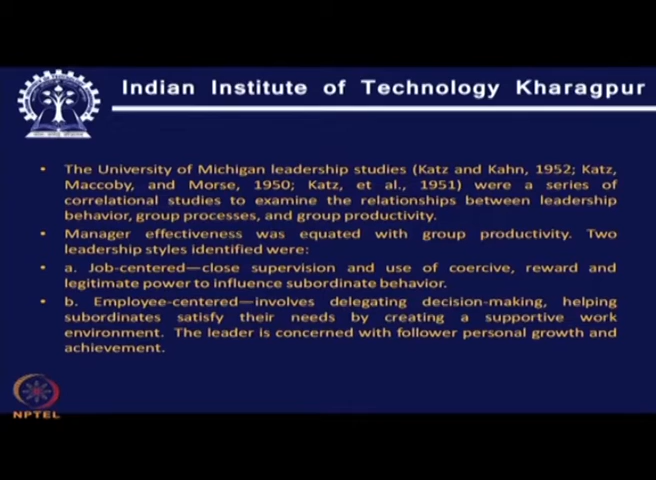 Indian Institute of Technology Kharagpur
• The University of Michigan leadership studies (Katz and Kahn, 1952; Katz,
Maccoby, and Morse, 1950; Katz, et al., 1951) were a series of
correlational studies to examine the relationships between leadership
behavior, group processes, and group productivity.
• Manager effectiveness was equated with group productivity. Two
leadership styles identified were:
• a. Job-centered—close supervision and use of coercive, reward and
legitimate power to influence subordinate behavior.
• b. Employee-centered—involves delegating decision-making, helping
subordinates satisfy their needs by creating a supportive work
environment. The leader is concerned with follower personal growth and
achievement.
NPTEL